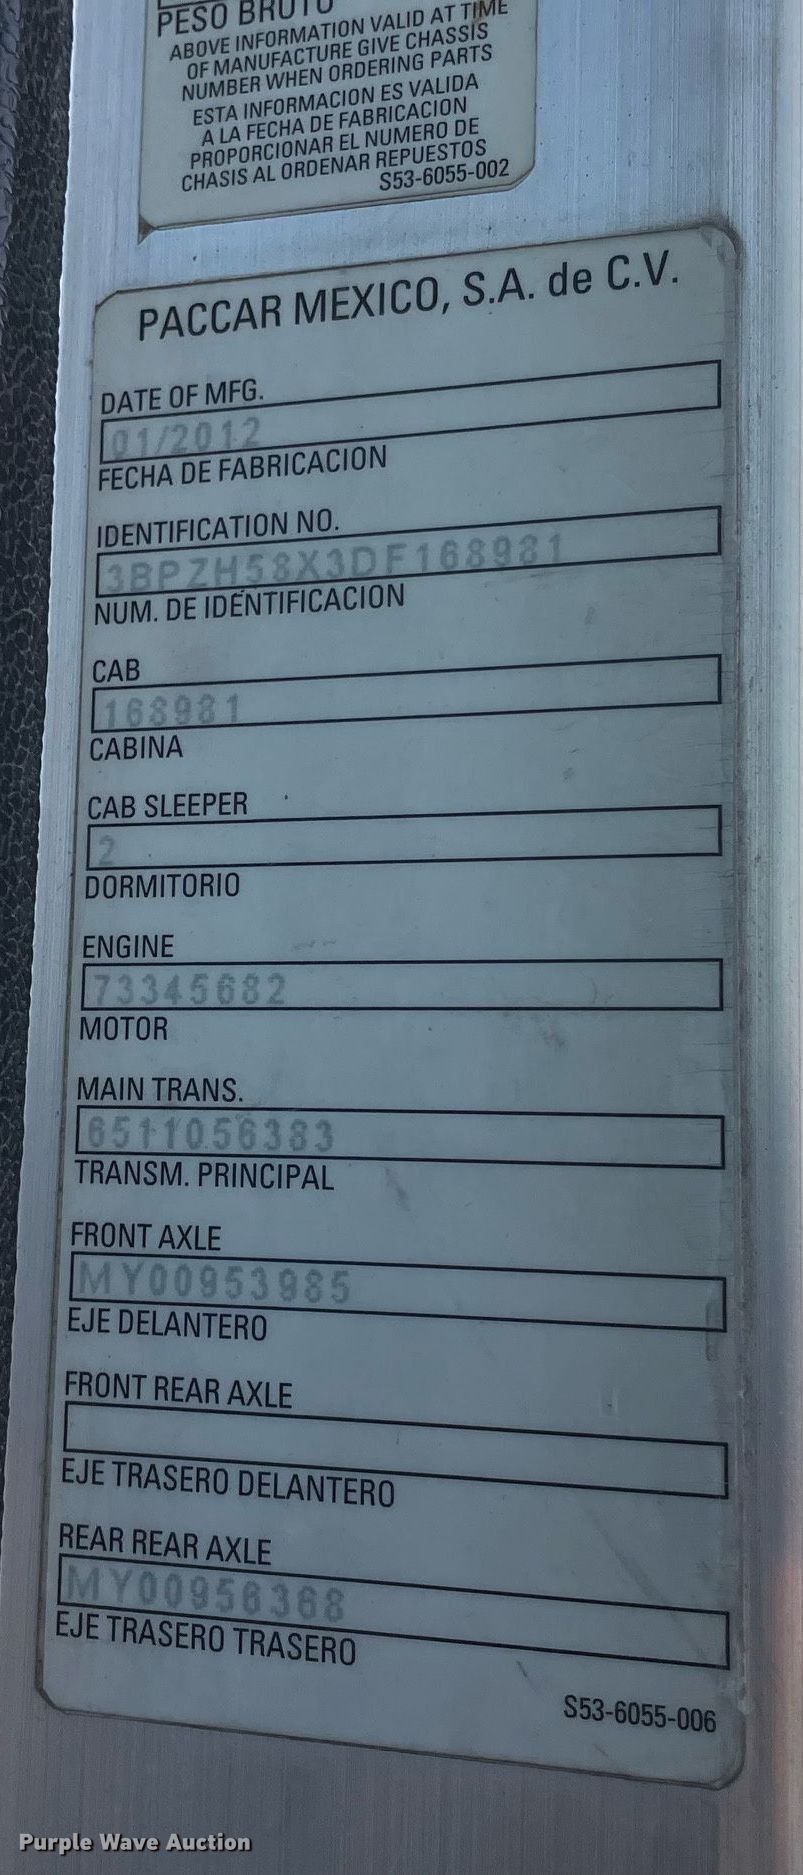 PESO BRUTO
ABOVE INFORMATION VALID AT TIME
OF MANUFACTURE GIVE CHASSIS
NUMBER WHEN ORDERING PARTS
ESTA INFORMACION ES VALIDA
A LA FECHA DE FABRICACION
PROPORCIONAR EL NUMERO DE
CHASIS AL ORDENAR REPUESTOS
S53-6055-002
PACCAR MEXICO, S.A. de C.V.
DATE OF MFG.
01/2012
FECHA DE FABRICACION
IDENTIFICATION NO.
3BPZH58X3DF168981
NUM. DE IDENTIFICACION
CAB
168981
CABINA
CAB SLEEPER
2
DORMITORIO
ENGINE
73345682
MOTOR
MAIN TRANS.
6511056383
TRANSM. PRINCIPAL
FRONT AXLE
MY00953985
EJE DELANTERO
FRONT REAR AXLE
EJE TRASERO DELANTERO
REAR REAR AXLE
MY00956368
EJE TRASERO TRASERO
S53-6055-006
Purple Wave Auction